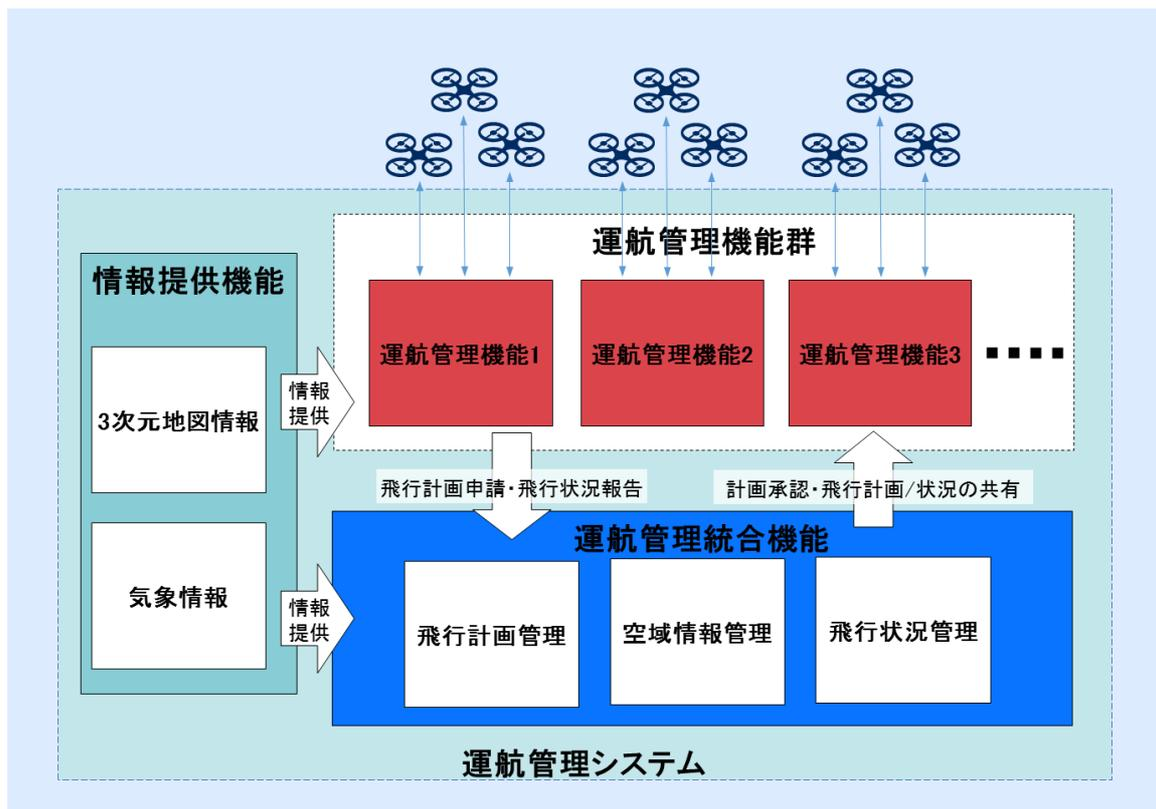 運航管理機能群
情報提供機能
運航管理機能1
運航管理機能2
運航管理機能3
3次元地図情報
情報
提供
飛行計画申請・飛行状況報告
計画承認・飛行計画/状況の共有
運航管理統合機能
気象情報
情報
提供
飛行計画管理
空域情報管理
飛行状況管理
運航管理システム